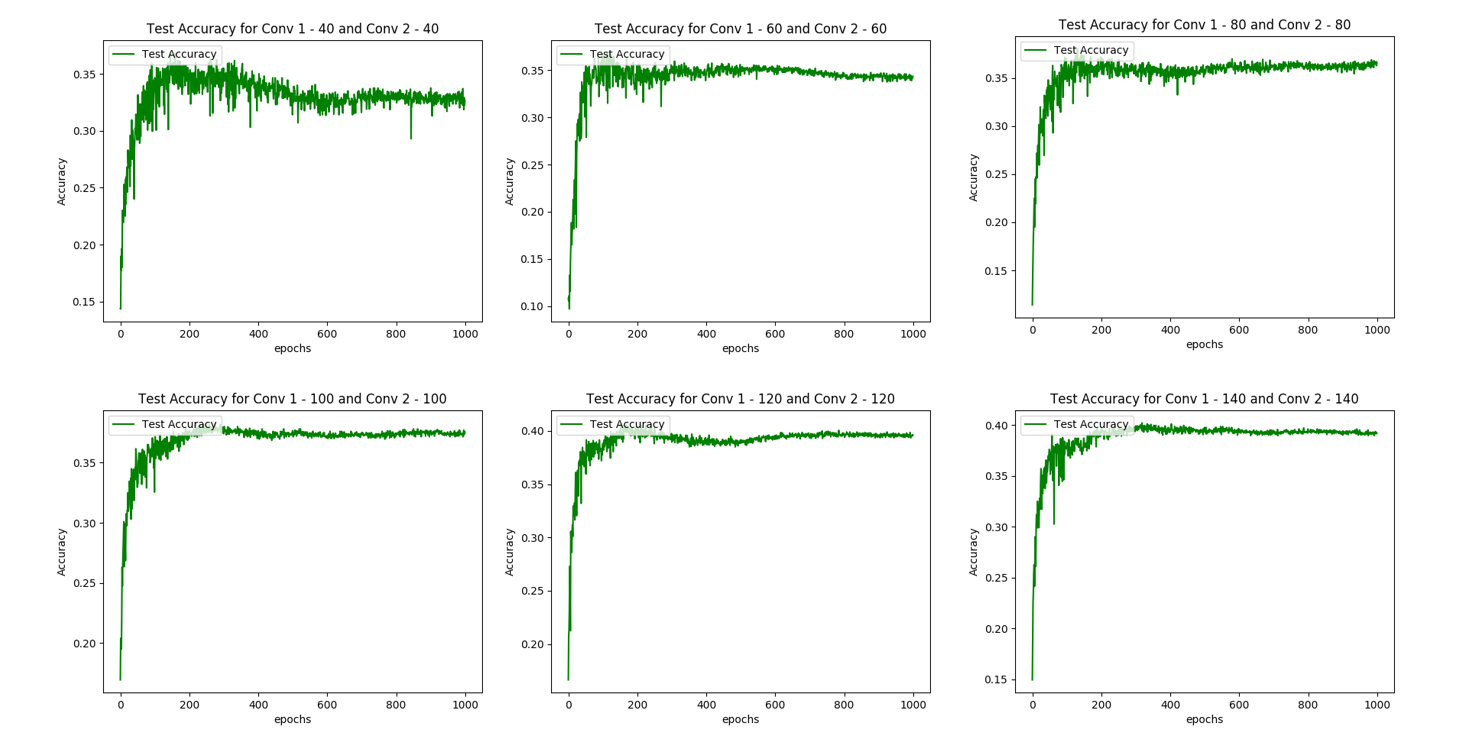 Test Accuracy for Conv 1 - 40 and Conv 2 - 40
Test Accuracy
0.35
0.30
0.25
0.20
0.15
Accuracy
0 200 400 600 800 1000
epochs
Test Accuracy for Conv 1 - 60 and Conv 2 - 60
Test Accuracy
0.35
0.30
0.25
0.20
0.15
0.10
Accuracy
0 200 400 600 800 1000
epochs
Test Accuracy for Conv 1 - 80 and Conv 2 - 80
Test Accuracy
0.35
0.30
0.25
0.20
0.15
Accuracy
0 200 400 600 800 1000
epochs
Test Accuracy for Conv 1 - 100 and Conv 2 - 100
Test Accuracy
0.35
0.30
0.25
0.20
Accuracy
0 200 400 600 800 1000
epochs
Test Accuracy for Conv 1 - 120 and Conv 2 - 120
Test Accuracy
0.40
0.35
0.30
0.25
0.20
Accuracy
0 200 400 600 800 1000
epochs
Test Accuracy for Conv 1 - 140 and Conv 2 - 140
Test Accuracy
0.40
0.35
0.30
0.25
0.20
0.15
Accuracy
0 200 400 600 800 1000
epochs